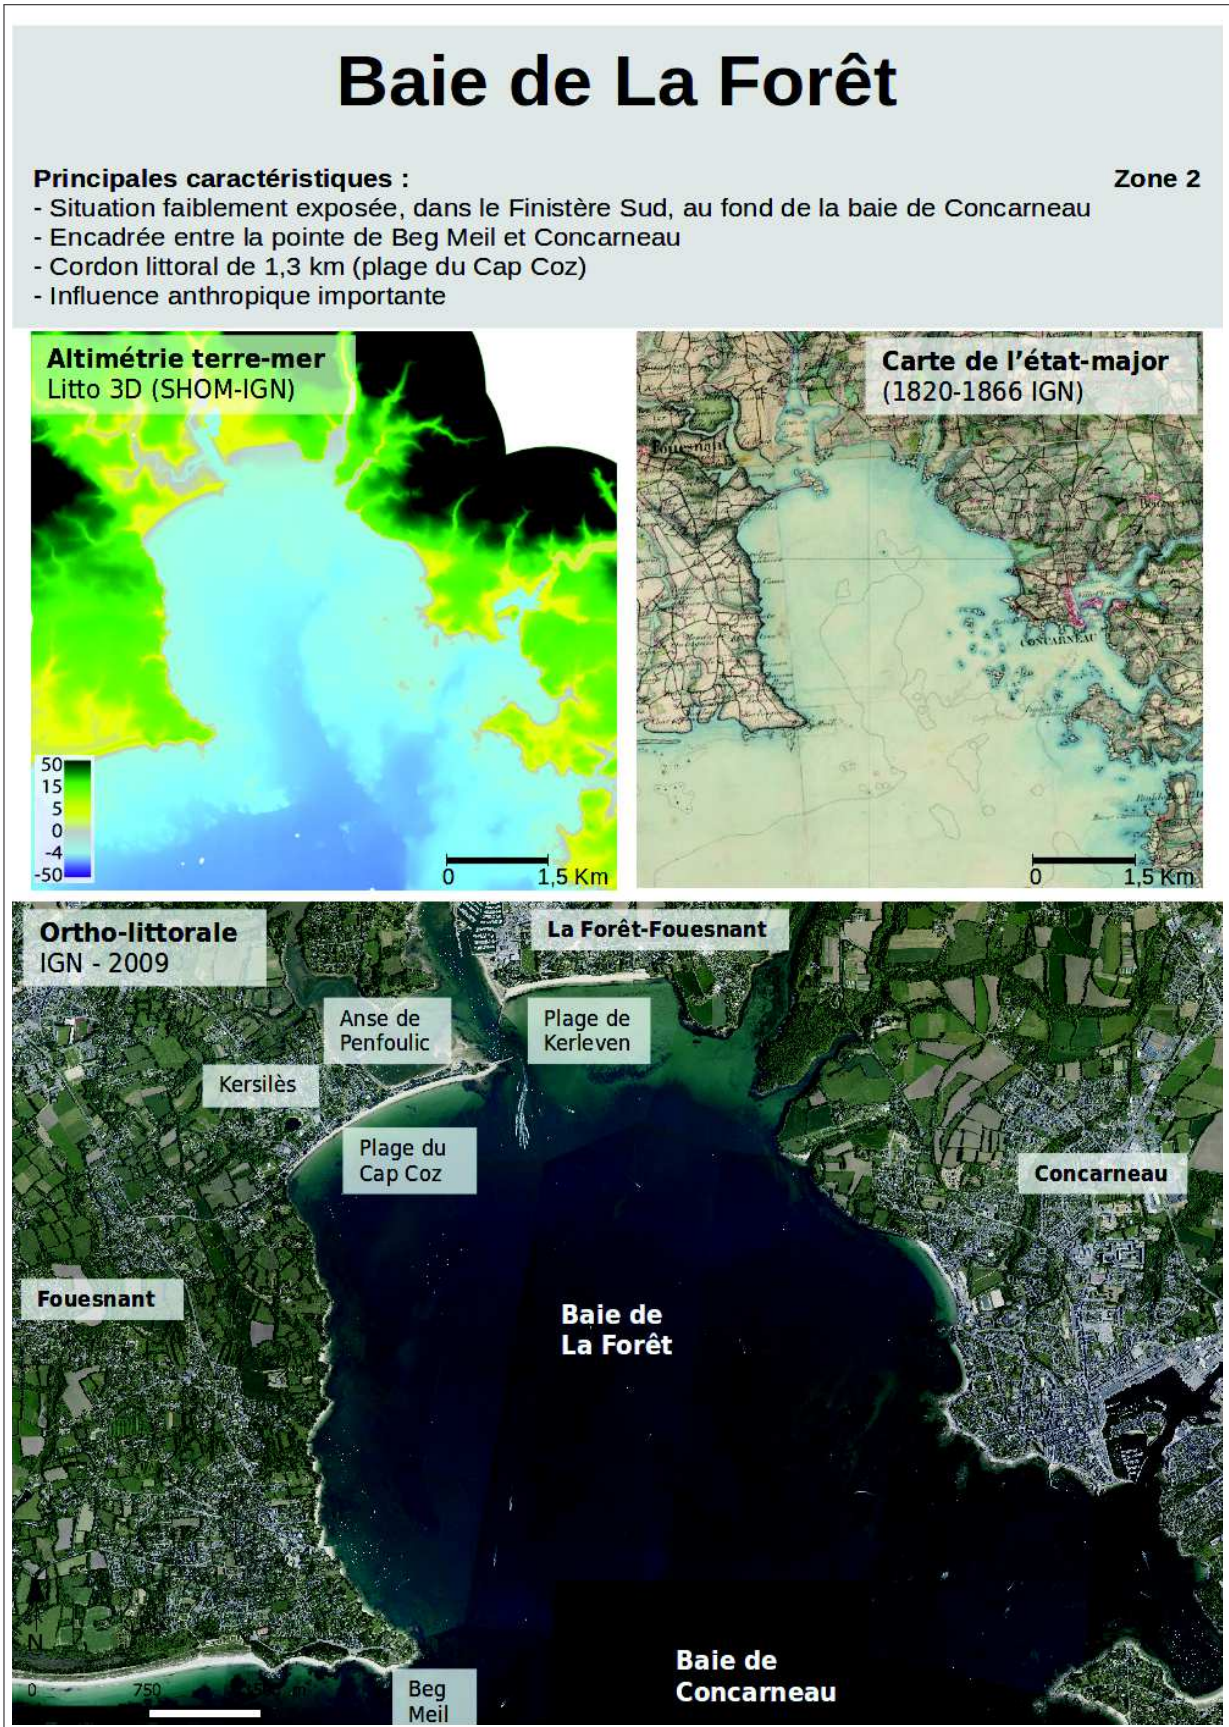 Baie de La Forêt
Principales caractéristiques :
Zone 2
- Situation faiblement exposée, dans le Finistère Sud, au fond de la baie de Concarneau
- Encadrée entre la pointe de Beg Meil et Concarneau
- Cordon littoral de 1,3 km (plage du Cap Coz)
- Influence anthropique importante
Altimétrie terre-mer
Litto 3D (SHOM-IGN)
50
15
5
0
-4
-50
0
1,5 Km
Carte de l'état-major
(1820-1866 IGN)
Fouesnant
CONCARNEAU
0
1,5 Km
Ortho-littorale
IGN - 2009
La Forêt-Fouesnant
Anse de
Penfoulic
Plage de
Kerleven
Kersilès
Plage du
Cap Coz
Concarneau
Fouesnant
Baie de
La Forêt
N
0
750
Beg
Meil
Baie de
Concarneau